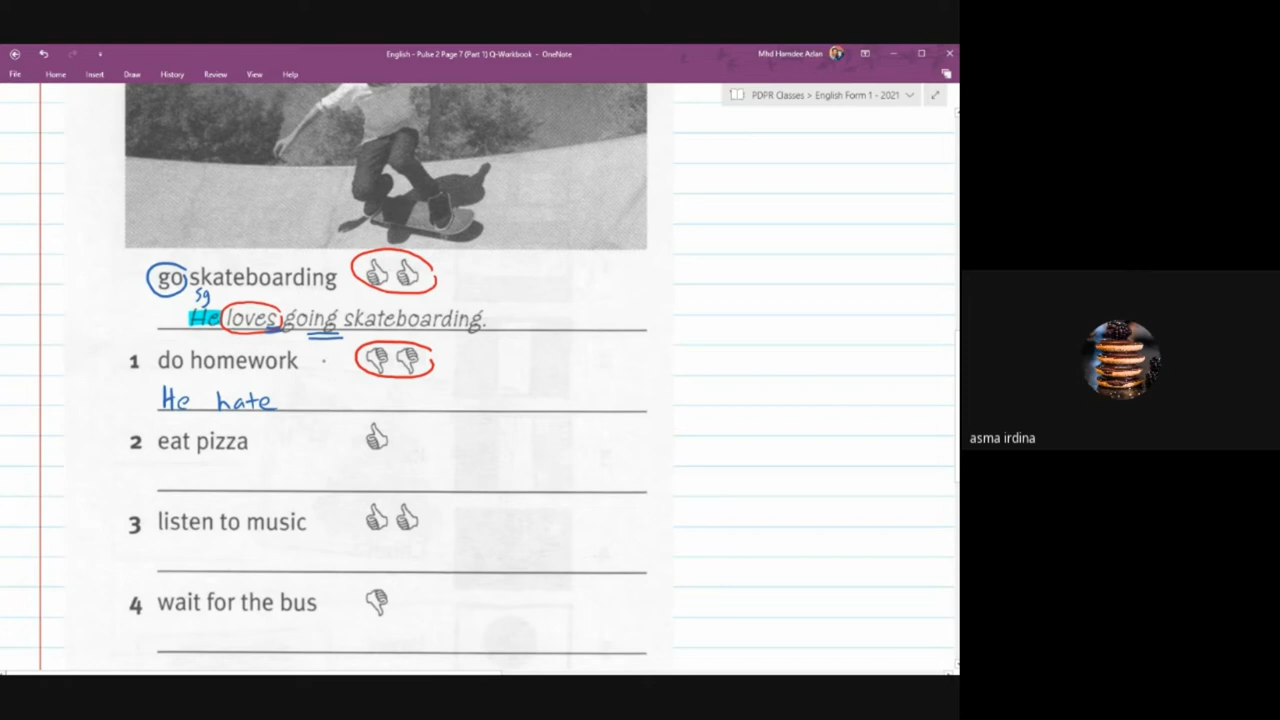 English - Pulse 2 Page 7 (Part 1) Q-Workbook - OneNote
Mhd Hamdee Azlan
File Home Insert Draw History Review View Help
PDPR Classes > English Form 1 - 2021
go skateboarding
sg
He loves going skateboarding.
1 do homework
He hate
2 eat pizza
3 listen to music
4 wait for the bus
asma irdina